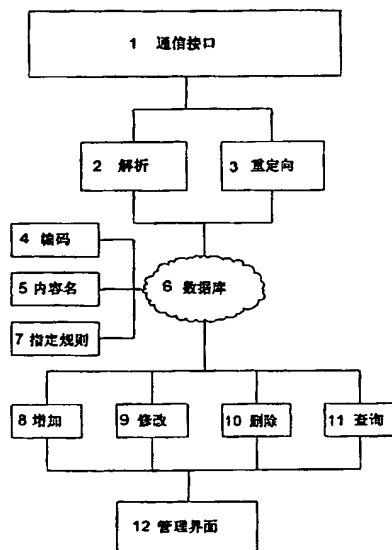 1 通信接口
2 解析
3 重定向
4 编码
5 内容名
6 数据库
7 指定规则
8 增加
9 修改
10 删除
11 查询
12 管理界面